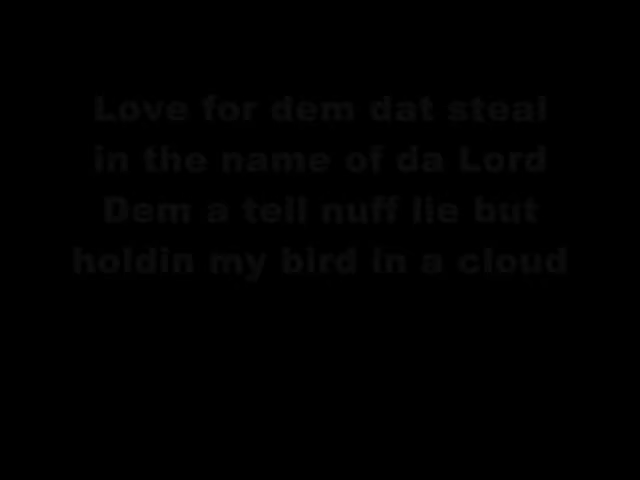 Love for dem dat steal
in the name of da Lord
Dem a tell nuff lie but
holdin my bird in a cloud